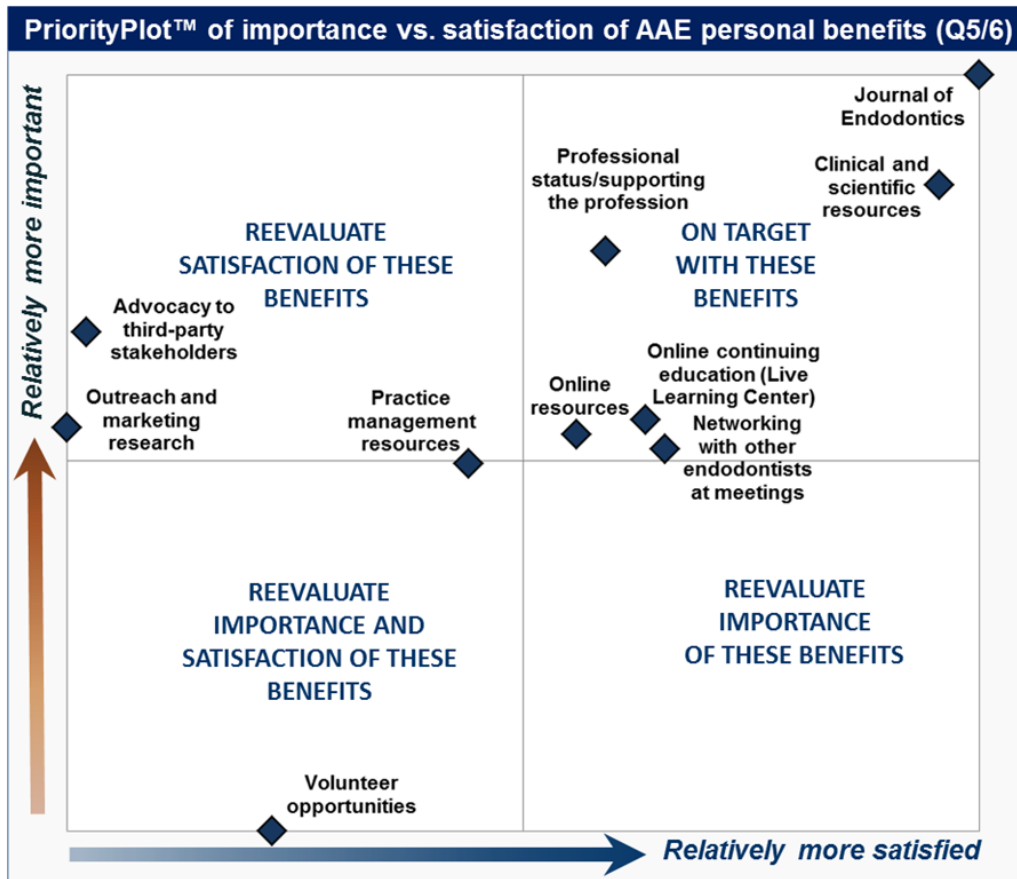 PriorityPlot™ of importance vs. satisfaction of AAE personal benefits (Q5/6)
Relatively more important
Journal of
Endodontics
Professional
status/supporting
the profession
Clinical and
scientific
resources
REEVALUATE
SATISFACTION OF THESE
BENEFITS
ON TARGET
WITH THESE
BENEFITS
Advocacy to
third-party
stakeholders
Outreach and
marketing
research
Practice
management
resources
Online
resources
Online continuing
education (Live
Learning Center)
Networking
with other
endodontists
at meetings
REEVALUATE
IMPORTANCE AND
SATISFACTION OF THESE
BENEFITS
REEVALUATE
IMPORTANCE
OF THESE BENEFITS
Volunteer
opportunities
Relatively more satisfied